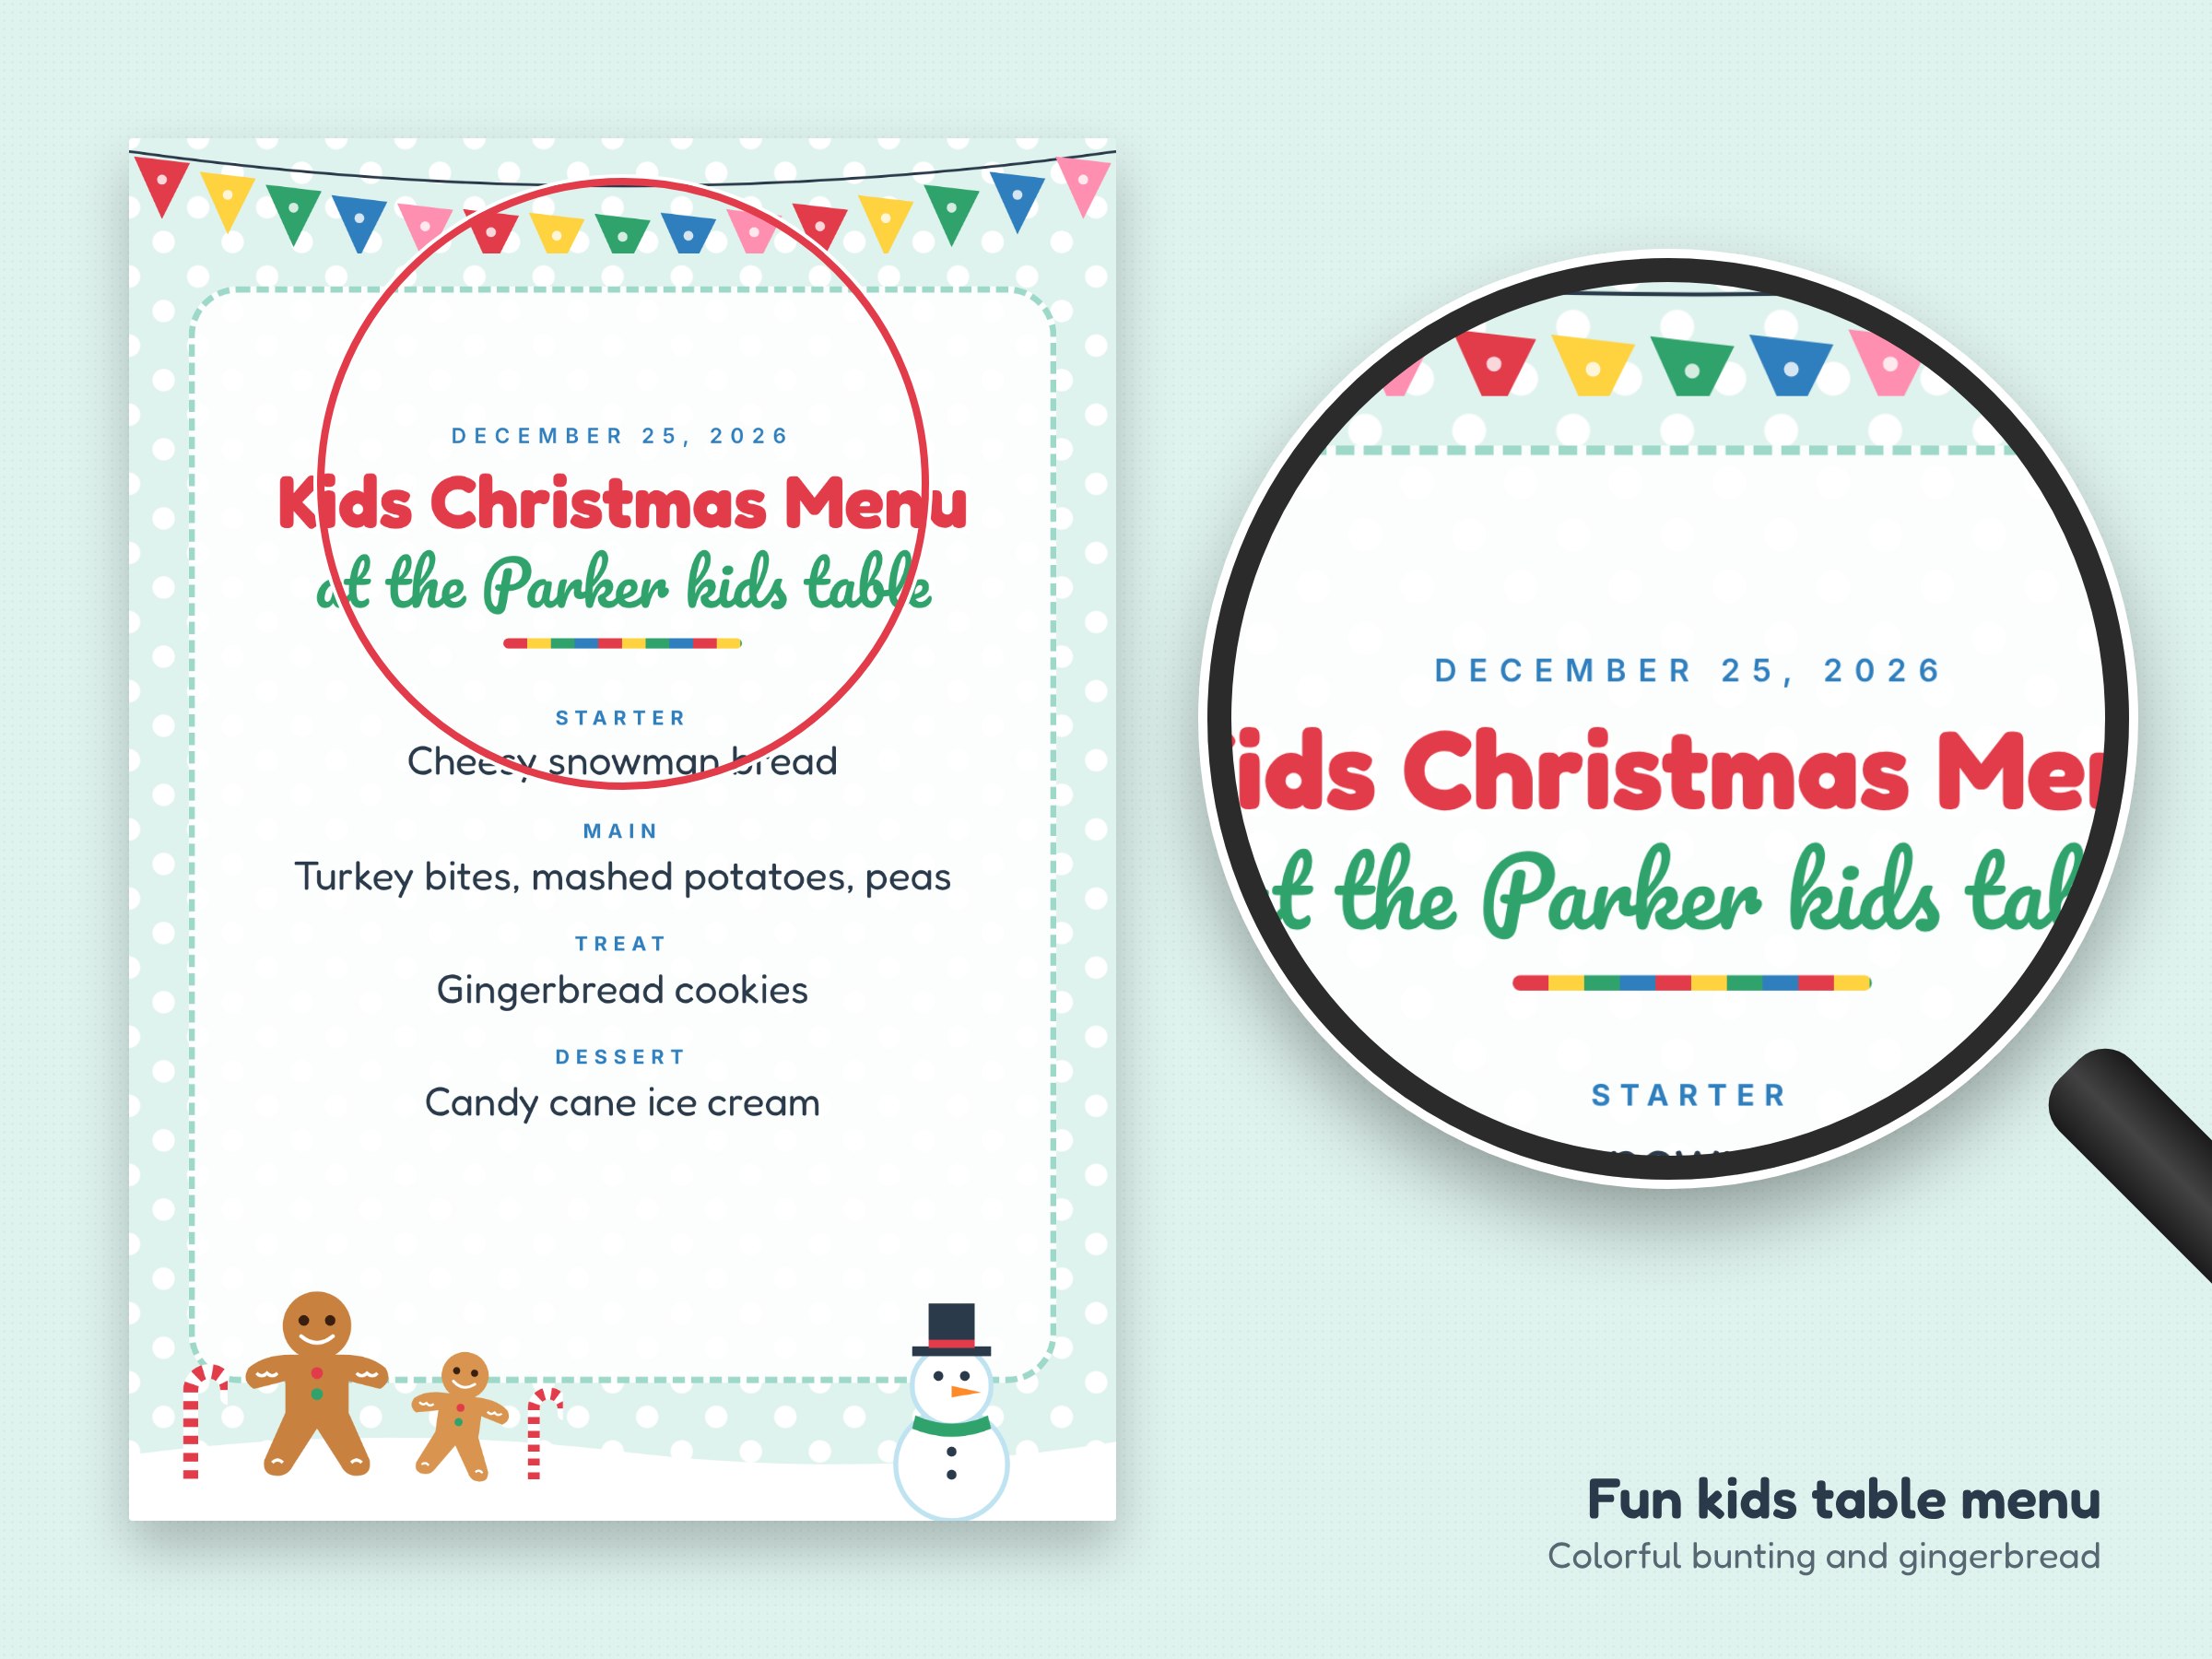 DECEMBER 25, 2026
Kids Christmas Menu
at the Parker kids table
STARTER
Cheesy snowman bread
MAIN
Turkey bites, mashed potatoes, peas
TREAT
Gingerbread cookies
DESSERT
Candy cane ice cream
DECEMBER 25, 2026
ids Christmas Men
t the Parker kids tab
STARTER
Fun kids table menu
Colorful bunting and gingerbread